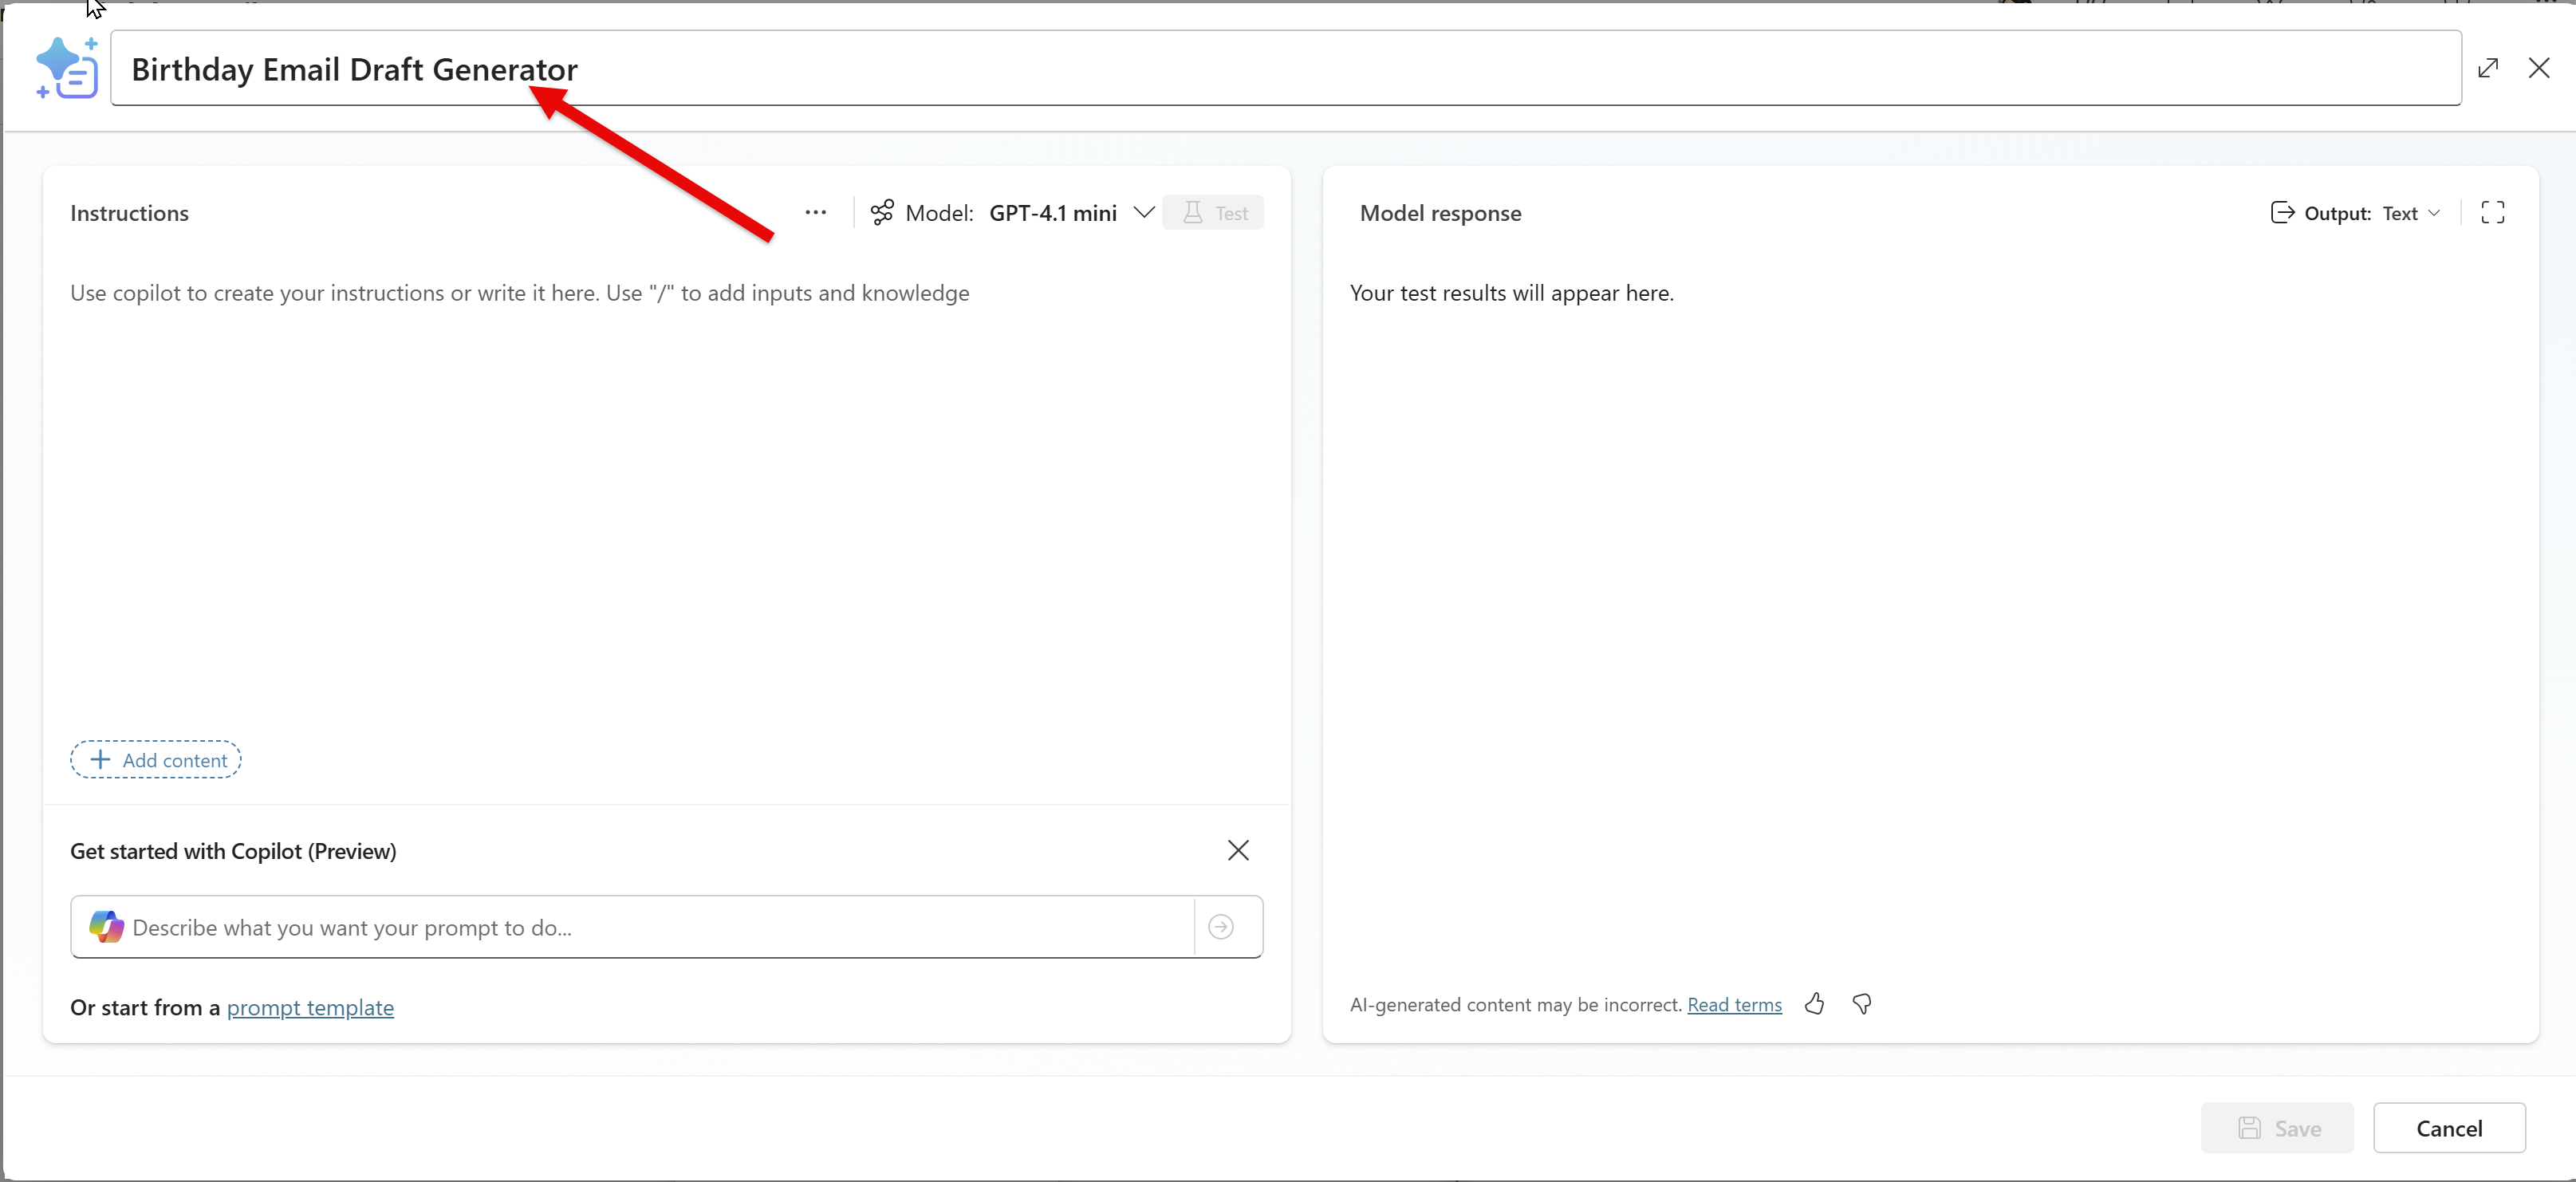 Birthday Email Draft Generator
Instructions
Model: GPT-4.1 mini
Test
Use copilot to create your instructions or write it here. Use "/" to add inputs and knowledge
Add content
Get started with Copilot (Preview)
Describe what you want your prompt to do...
Or start from a prompt template
Model response
Output: Text
Your test results will appear here.
AI-generated content may be incorrect. Read terms
Save
Cancel